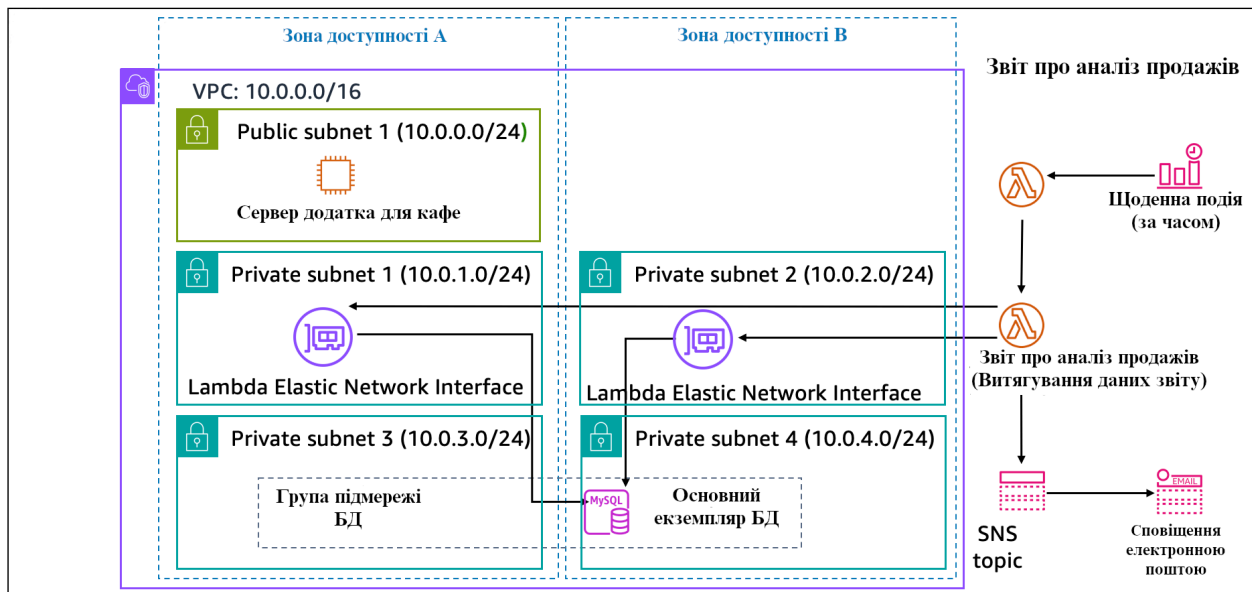 Зона доступності A
Зона доступності B
Звіт про аналіз продажів
VPC: 10.0.0.0/16
Public subnet 1 (10.0.0.0/24)
Сервер додатка для кафе
Щоденна подія
(за часом)
Private subnet 1 (10.0.1.0/24)
Private subnet 2 (10.0.2.0/24)
Lambda Elastic Network Interface
Lambda Elastic Network Interface
Звіт про аналіз продажів
(Витягування даних звіту)
Private subnet 3 (10.0.3.0/24)
Private subnet 4 (10.0.4.0/24)
Група підмережі
БД
MySQL
Основний
екземпляр БД
SNS
topic
EMAIL
Сповіщення
електронною
поштою